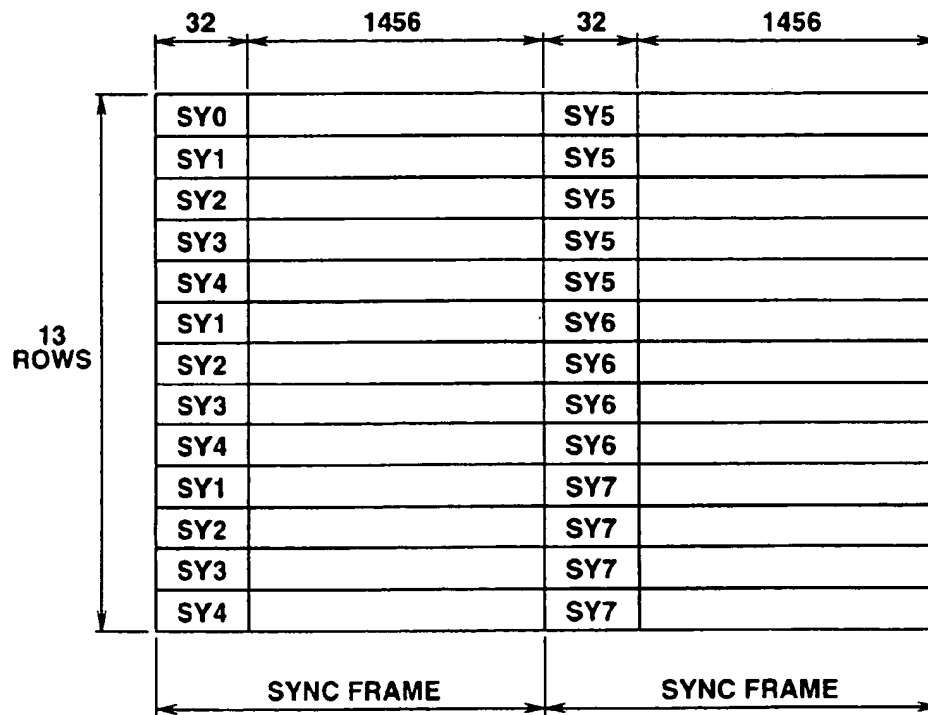 32 1456 32 1456
SY0 SY5
SY1 SY5
SY2 SY5
SY3 SY5
SY4 SY5
SY1 SY6
13
ROWS
SY2 SY6
SY3 SY6
SY4 SY6
SY1 SY7
SY2 SY7
SY3 SY7
SY4 SY7
SYNC FRAME SYNC FRAME